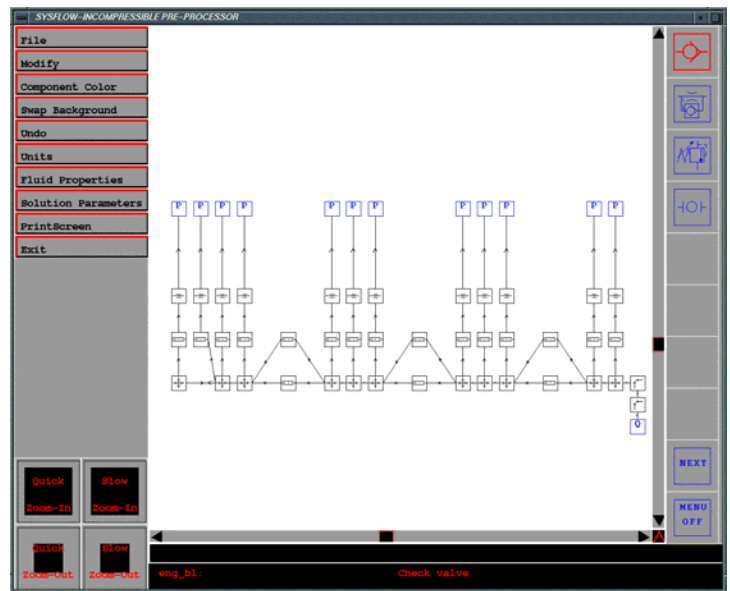 SYSFLOW-INCOMPRESSIBLE PRE-PROCESSOR
File
Modify
Component Color
Swap Background
Undo
Units
Fluid Properties
Solution Parameters
PrintScreen
Exit
P P P P P P P P P P P P
Q
NEXT
MENU
OFF
Quick Slow
Zoom-In Zoom-In
Quick Slow
Zoom-Out Zoom-Out
A
eng_b1: Check valve